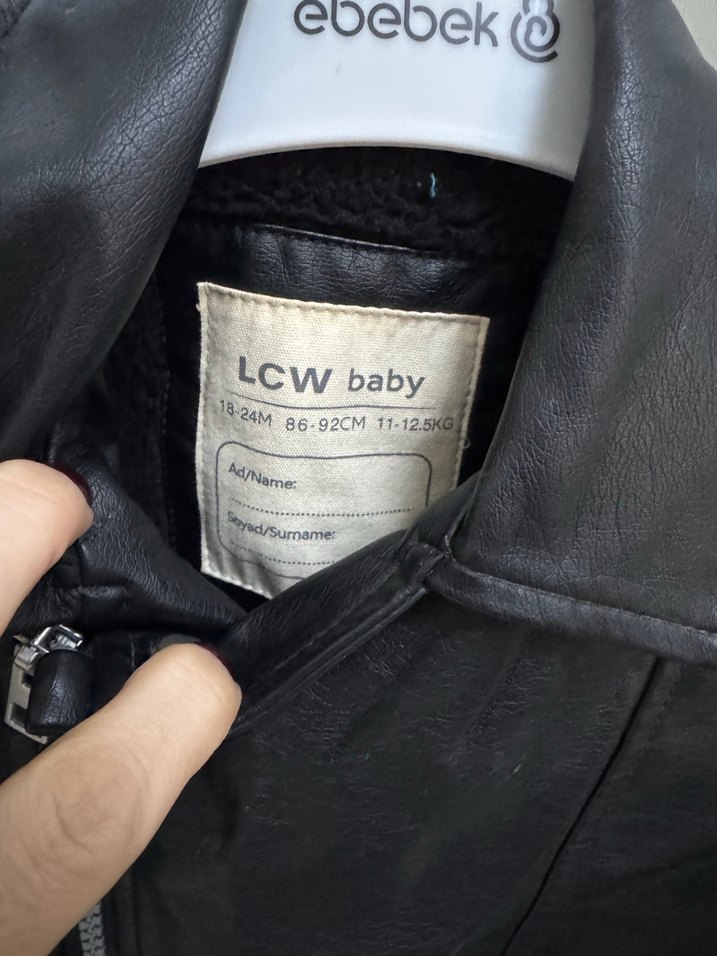 ebebek
LCW baby
18-24M 86-92CM 11-12.5KG
Ad/Name:
Soyad/Surname: